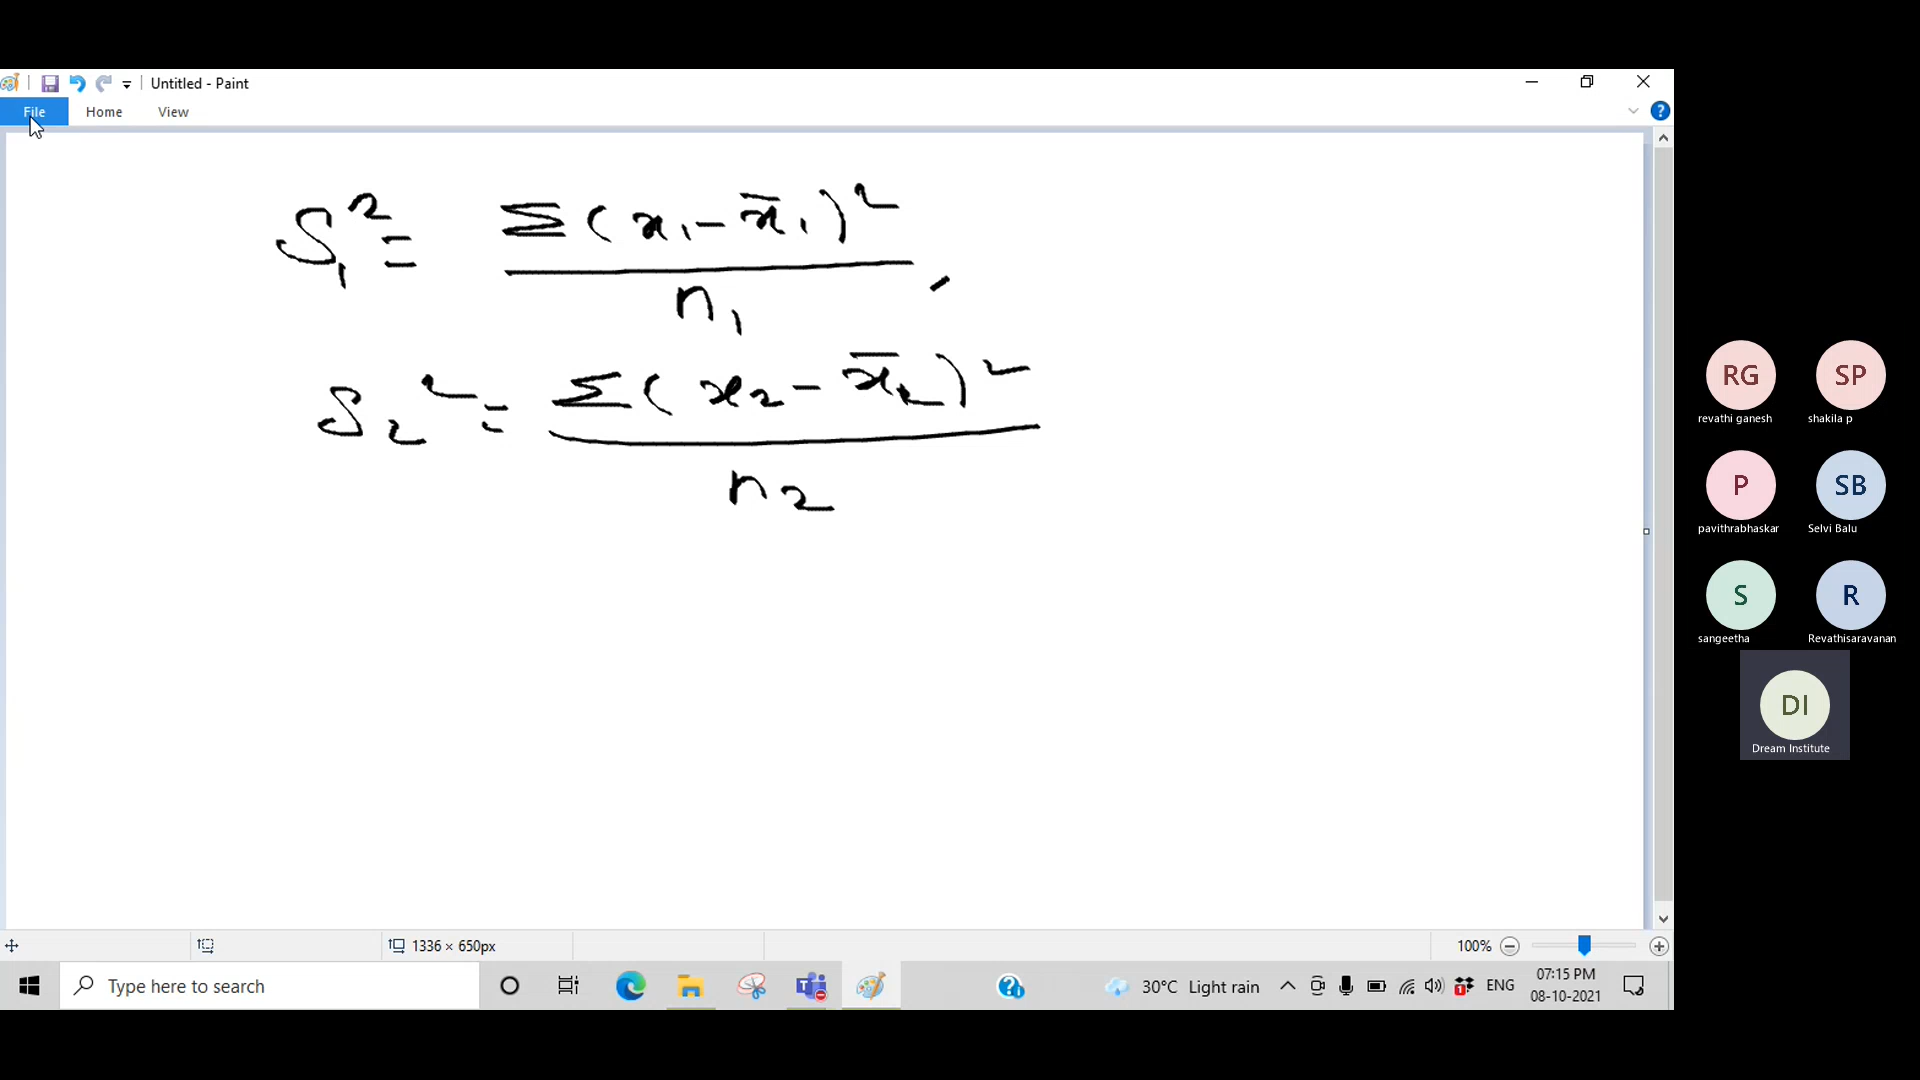 Untitled - Paint
File Home View
S₁² = Σ(x₁ - x̄₁)² / n₁
S₂² = Σ(x₂ - x̄₂)² / n₂
RG SP
revathi ganesh shakila p
P SB
pavithrabhaskar Selvi Balu
S R
sangeetha Revathisaravanan
DI
Dream Institute
1336 × 650px 100%
Type here to search 30°C Light rain ENG 07:15 PM
08-10-2021